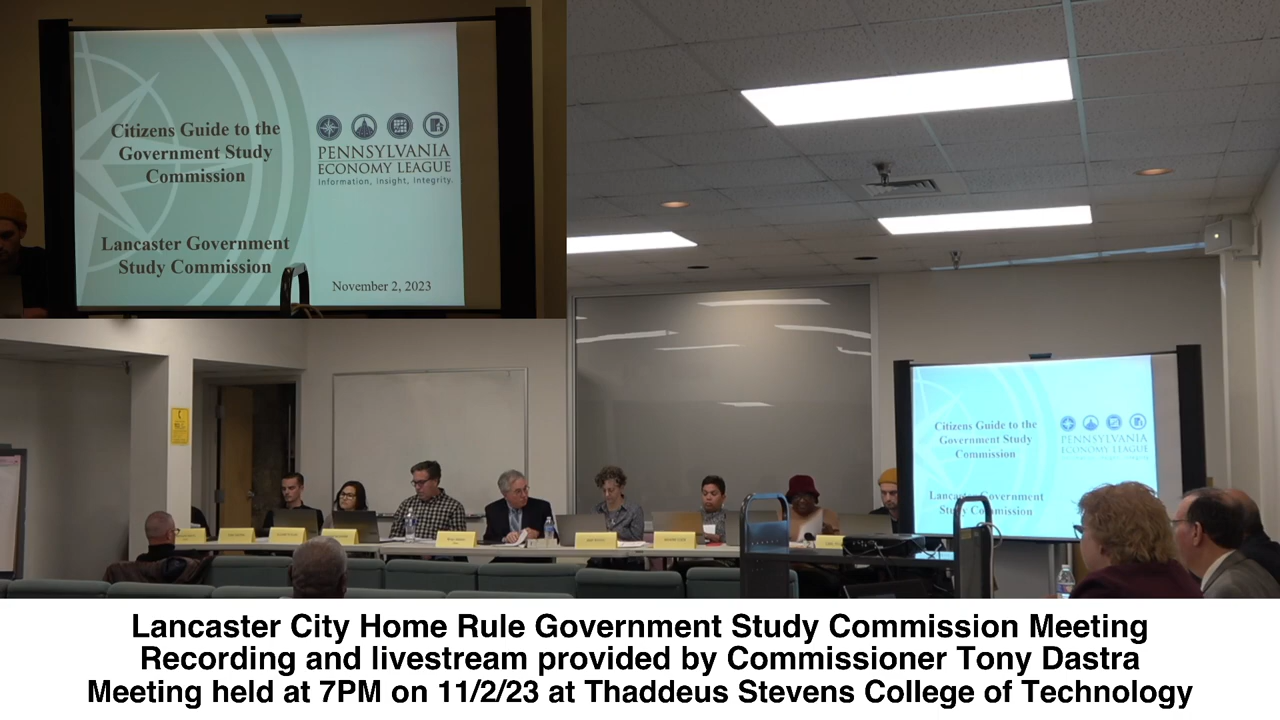 Citizens Guide to the
Government Study
Commission
Lancaster Government
Study Commission
PENNSYLVANIA
ECONOMY LEAGUE
Information, Insight, Integrity.
November 2, 2023
Citizens Guide to the
Government Study
Commission
Lancaster Government
Study Commission
PENNSYLVANIA
ECONOMY LEAGUE
Lancaster City Home Rule Government Study Commission Meeting
Recording and livestream provided by Commissioner Tony Dastra
Meeting held at 7PM on 11/2/23 at Thaddeus Stevens College of Technology